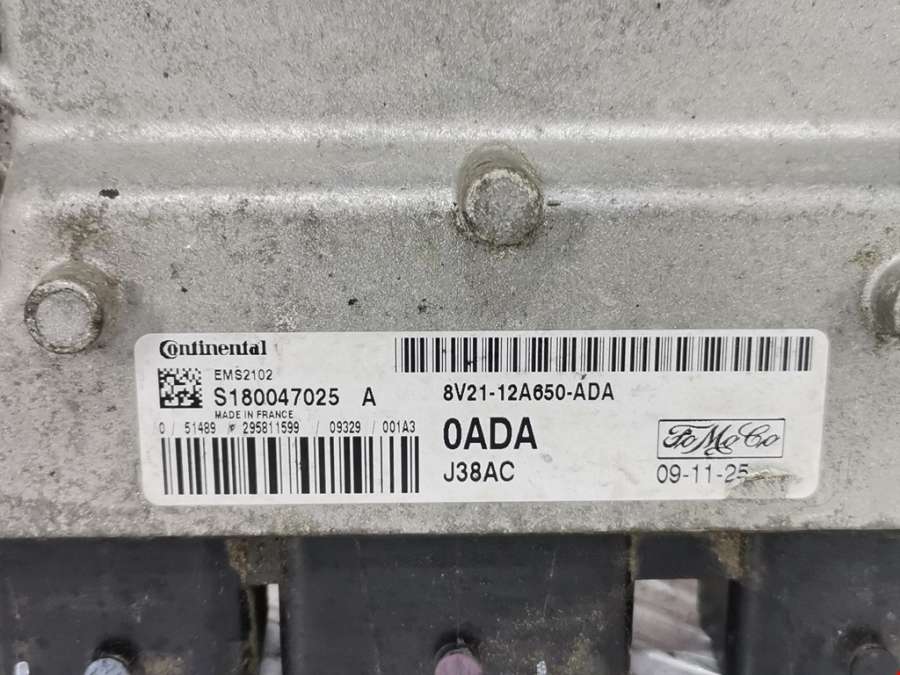 Continental
EMS2102
S180047025 A
MADE IN FRANCE
0 / 51489 * 295811599 / 09329 / 001A3
8V21-12A650-ADA
0ADA
J38AC
FoMoCo
09-11-25